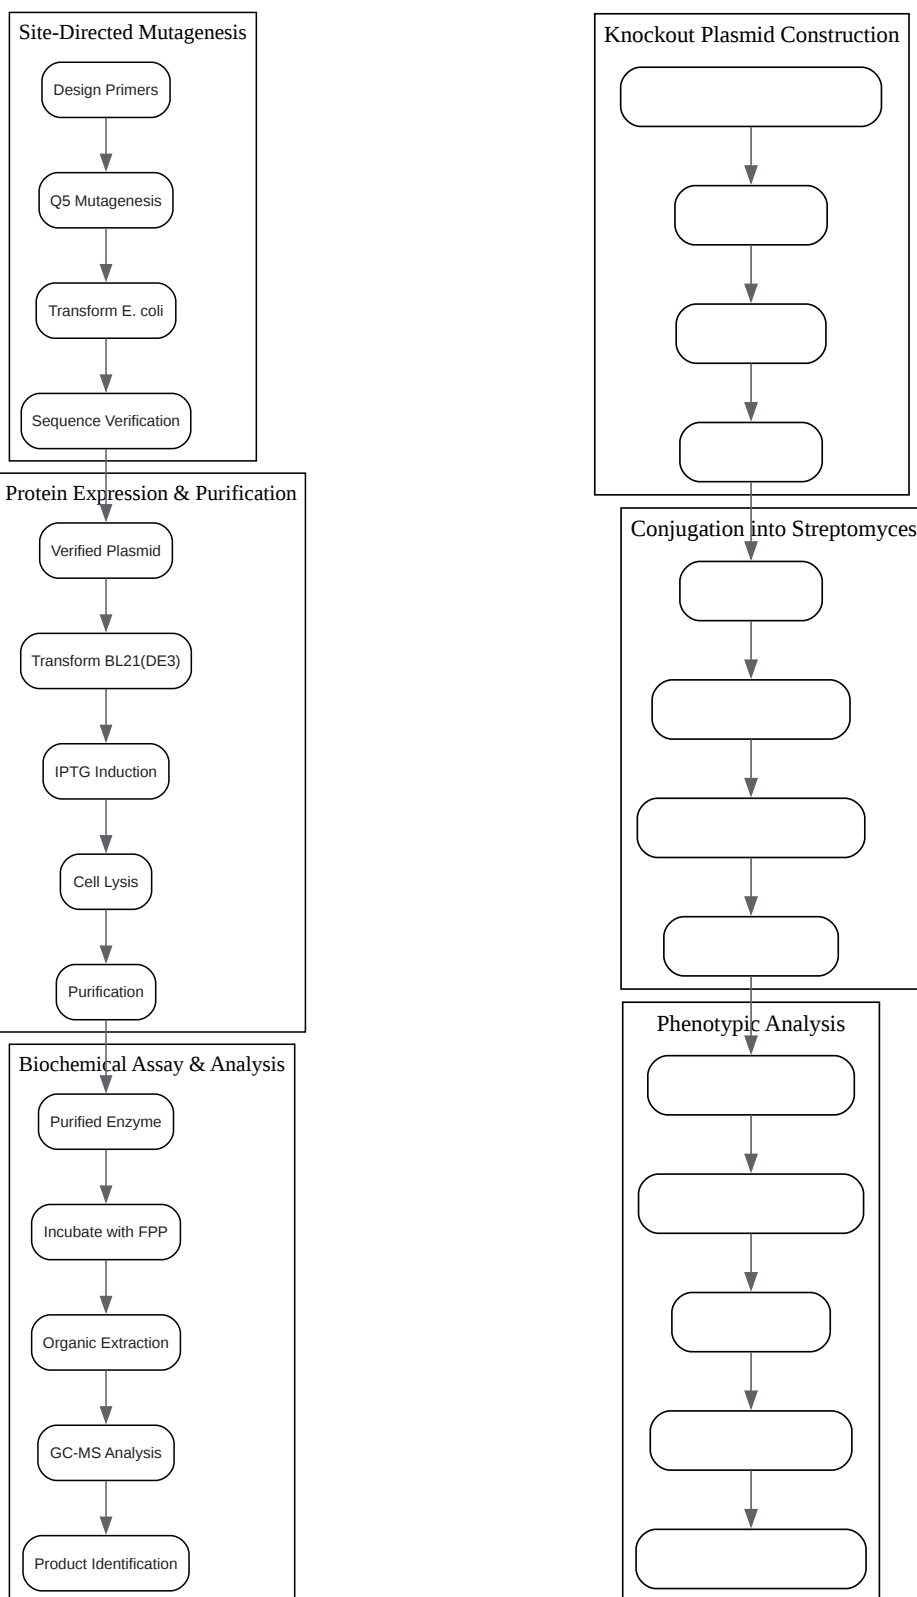 Site-Directed Mutagenesis
Design Primers
Q5 Mutagenesis
Transform E. coli
Sequence Verification
Protein Expression & Purification
Verified Plasmid
Transform BL21(DE3)
IPTG Induction
Cell Lysis
Purification
Biochemical Assay & Analysis
Purified Enzyme
Incubate with FPP
Organic Extraction
GC-MS Analysis
Product Identification
Knockout Plasmid Construction
Conjugation into Streptomyces
Phenotypic Analysis